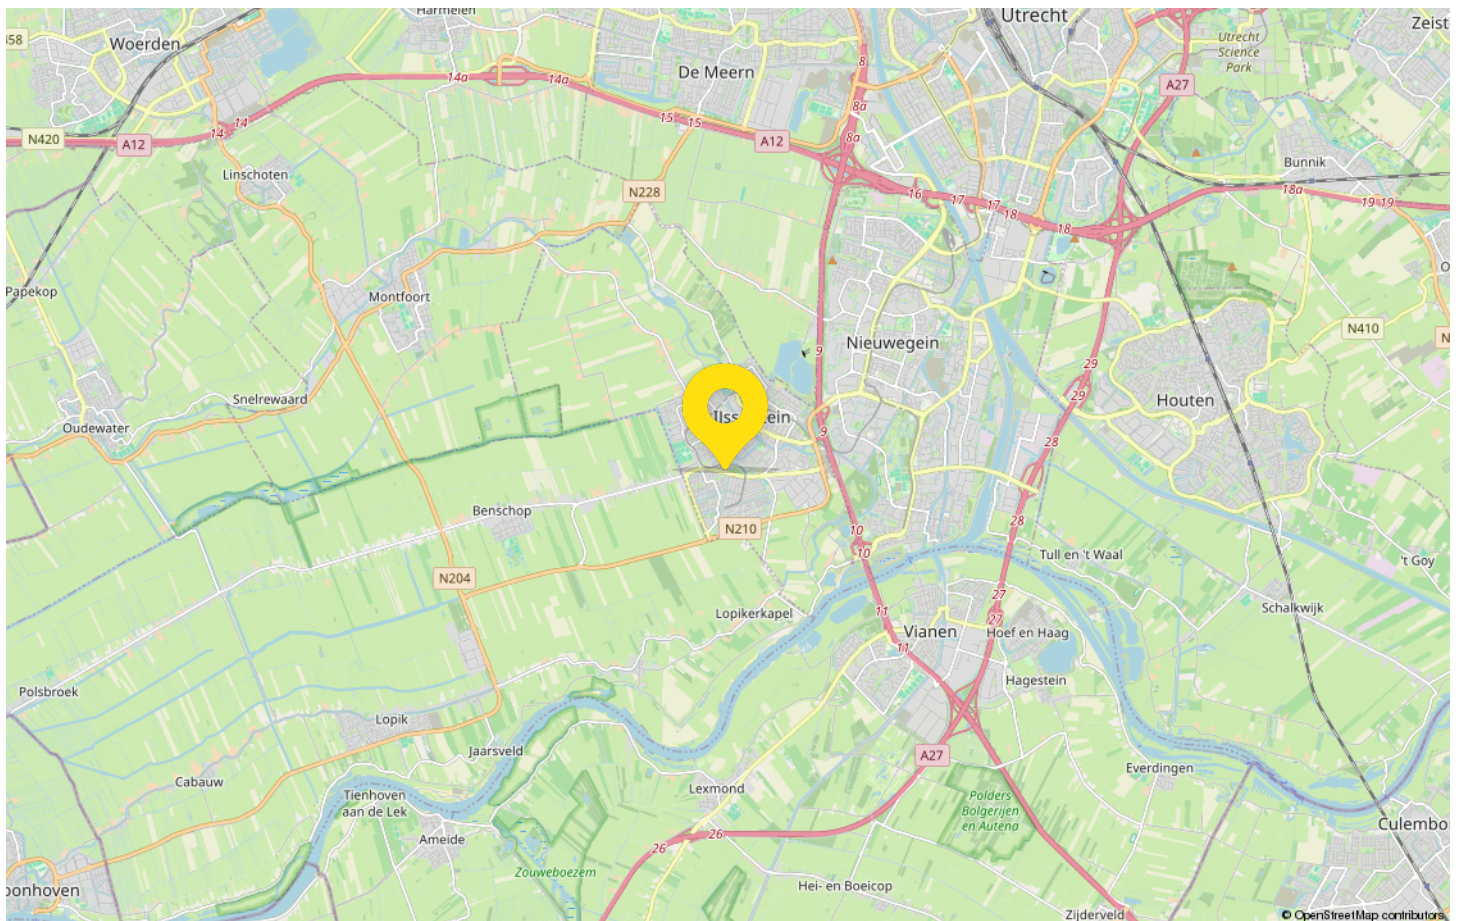 Harmelen
Utrecht
Zeist
Woerden
458
Utrecht
Science
Park
De Meern
8
14a
14a
A27
8a
15
15
14
14
N420
A12
A12
8a
Bunnik
Linschoten
N228
16
17
17
18
18
18a
19
19
Papekop
Montfoort
N410
N
9
Nieuwegein
29
29
Snelrewaard
Houten
Oudewater
9
28
Benschop
N210
10
10
28
Tull en 't Waal
't Goy
N204
27
27
Schalkwijk
Lopikerkapel
11
11
Vianen
Hoef en Haag
Hagestein
Polsbroek
Lopik
Jaarsveld
A27
Everdingen
Cabauw
Tienhoven
aan de Lek
Lexmond
Polders
Bolgerijen
en Autena
Ameide
26
26
Culembo
Zouweboezem
Hei- en Boeicop
oonhoven
Zijderveld
© OpenStreetMap contributors